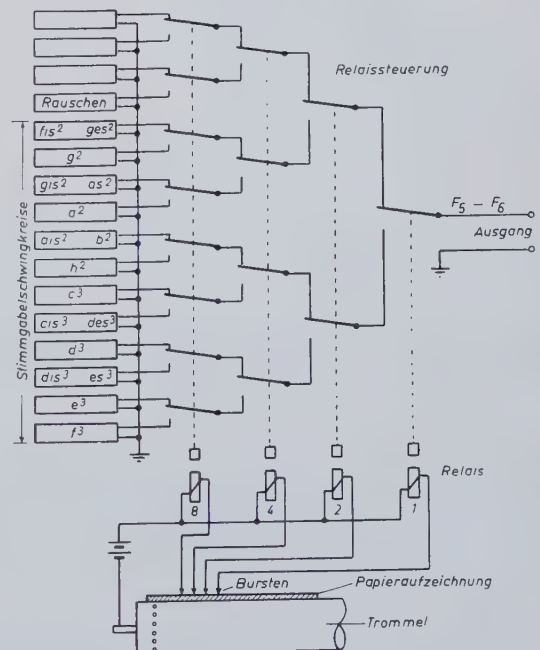 Relaissteuerung
Rauschen
fis² ges²
g²
gis² as²
a²
ais² b²
h²
c³
cis³ des³
d³
dis³ es³
e³
f³
Stimmgabelschwingkreise
F₅ – F₆
Ausgang
Relais
8 4 2 1
Bursten
Papieraufzeichnung
Trommel